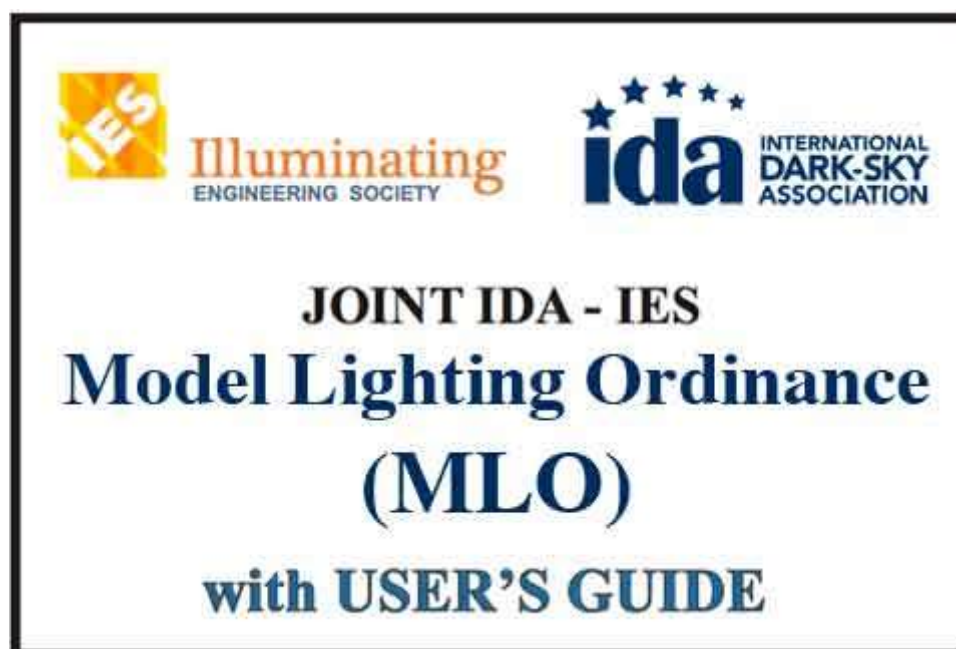 IES
Illuminating
ENGINEERING SOCIETY
ida
INTERNATIONAL
DARK-SKY
ASSOCIATION
JOINT IDA - IES
Model Lighting Ordinance
(MLO)
with USER'S GUIDE